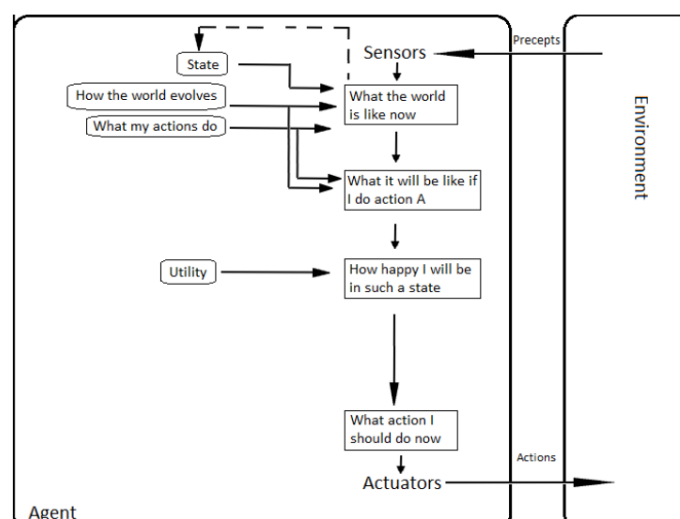 Precepts
Sensors
State
How the world evolves
What the world
is like now
What my actions do
Environment
What it will be like if
I do action A
Utility
How happy I will be
in such a state
What action I
should do now
Actions
Actuators
Agent